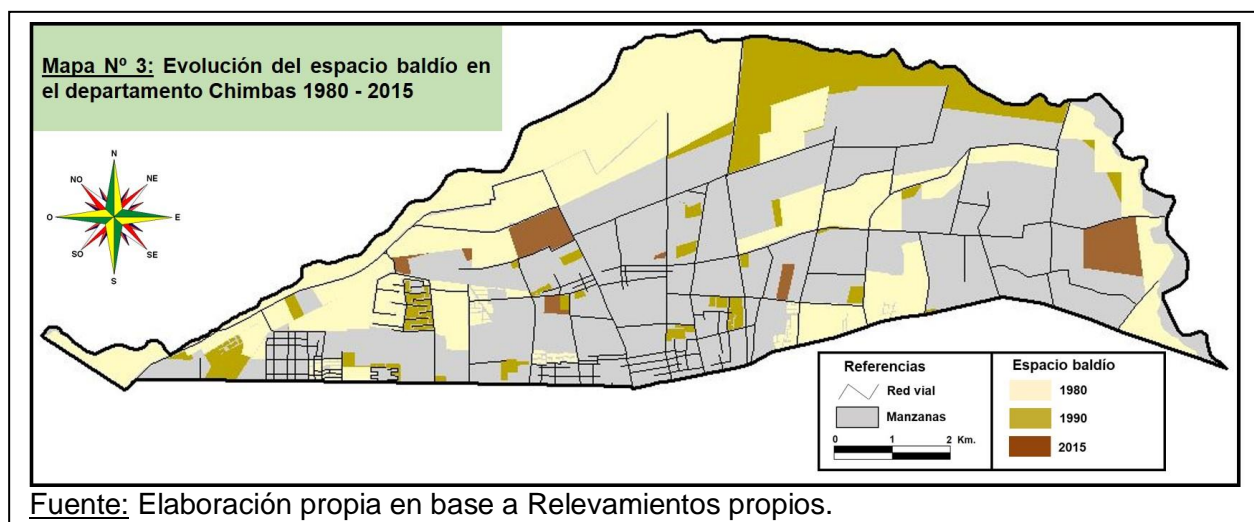 Mapa Nº 3: Evolución del espacio baldío en
el departamento Chimbas 1980 - 2015
N
NO
NE
O
E
SO
SE
S
Referencias
Red vial
Manzanas
0 1 2 Km.
Espacio baldío
1980
1990
2015
Fuente: Elaboración propia en base a Relevamientos propios.